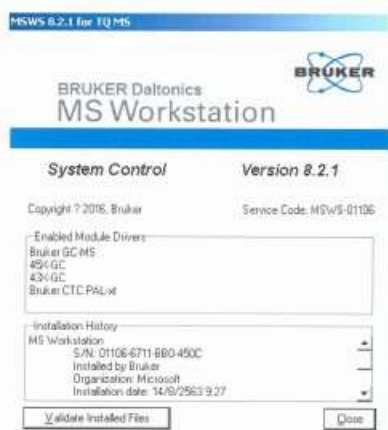 MSWS 8.2.1 for TQ MS
BRUKER
BRUKER Daltonics
MS Workstation
System Control Version 8.2.1
Copyright ? 2016, Bruker Service Code: MSWS-01106
Enabled Module Drivers
Bruker GC-MS
45X-GC
43X-GC
Bruker CTC PAL-xt
Installation History
MS Workstation
S/N: 01106-6711-BB0-450C
Installed by Bruker
Organization: Microsoft
Installation date: 14/8/2563 9.27
Validate Installed Files Close